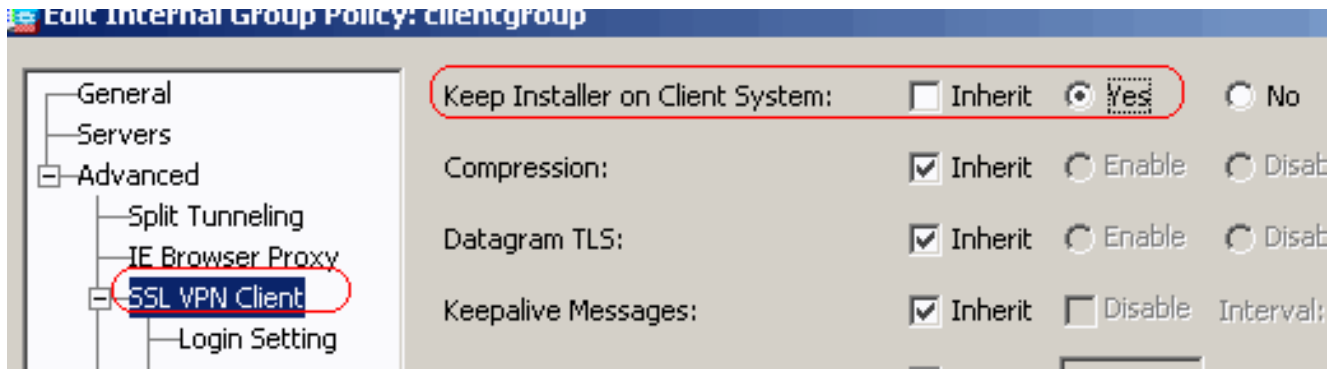 Edit Internal Group Policy: clientgroup
General
Servers
Advanced
Split Tunneling
IE Browser Proxy
SSL VPN Client
Login Setting
Keep Installer on Client System: Inherit Yes No
Compression: Inherit Enable Disab
Datagram TLS: Inherit Enable Disab
Keepalive Messages: Inherit Disable Interval: